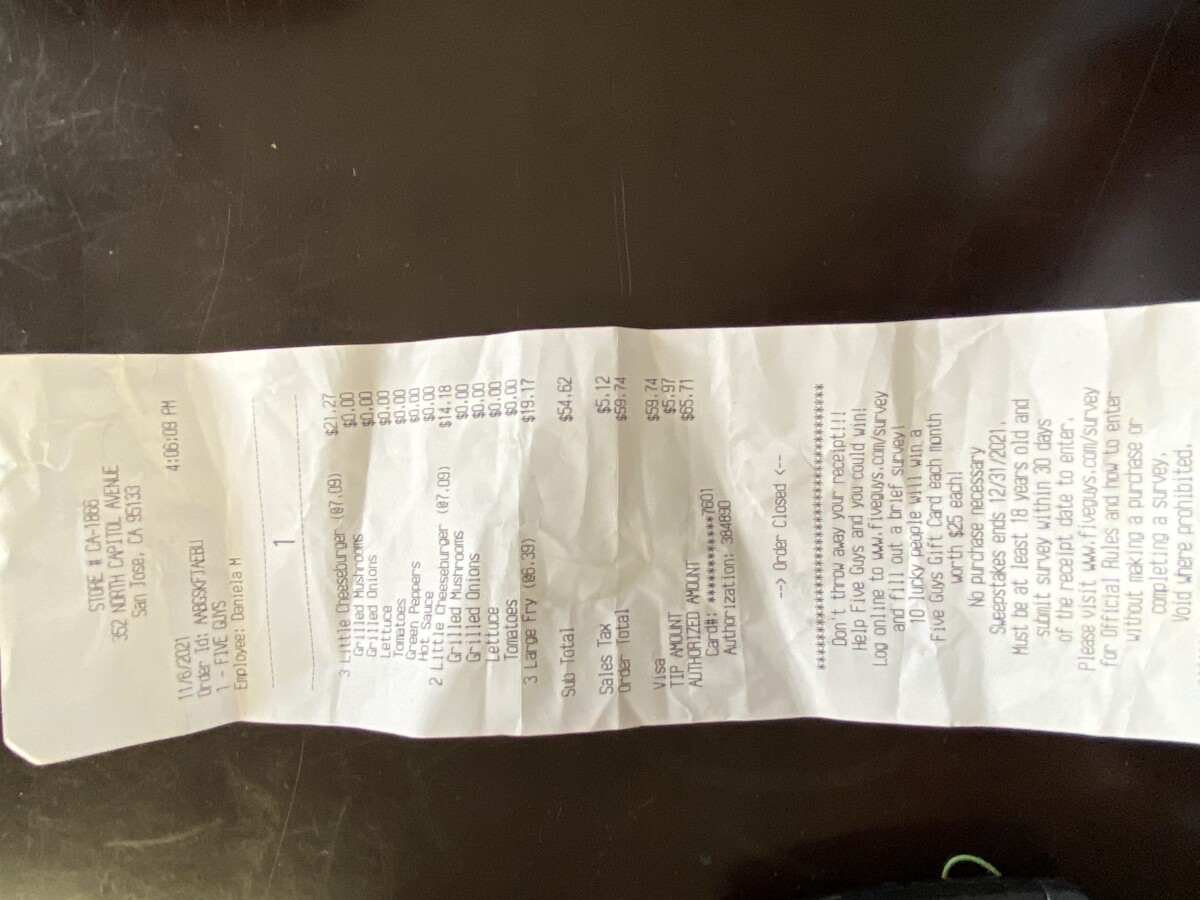 STORE # CA-1866
352 NORTH CAPITOL AVENUE
San Jose, CA 95133
11/6/2021 4:06:09 PM
Order Id:
1 - FIVE GUYS
Employee: Daniela M
1
3 Little Cheeseburger (@7.09) $21.27
Grilled Mushrooms $0.00
Grilled Onions $0.00
Lettuce $0.00
Tomatoes $0.00
Green Peppers $0.00
Hot Sauce $0.00
2 Little Cheeseburger (@7.09) $14.18
Grilled Mushrooms $0.00
Grilled Onions $0.00
Lettuce $0.00
Tomatoes $0.00
3 Large Fry (@6.39) $19.17
Sub Total $54.62
Sales Tax $5.12
Order Total $59.74
Visa $59.74
TIP AMOUNT $5.97
AUTHORIZED AMOUNT $65.71
Card#: ************7601
Authorization: 384890
--> Order Closed <--
Don't throw away your receipt!!!
Help Five Guys and you could win!
Log online to www.fiveguys.com/survey
and fill out a brief survey!
10 lucky people will win a
Five Guys Gift Card each month
worth $25 each!
No purchase necessary
Sweepstakes ends 12/31/2021.
Must be at least 18 years old and
submit survey within 30 days
of the receipt date to enter.
Please visit www.fiveguys.com/survey
for Official Rules and how to enter
without making a purchase or
completing a survey.
Void where prohibited.